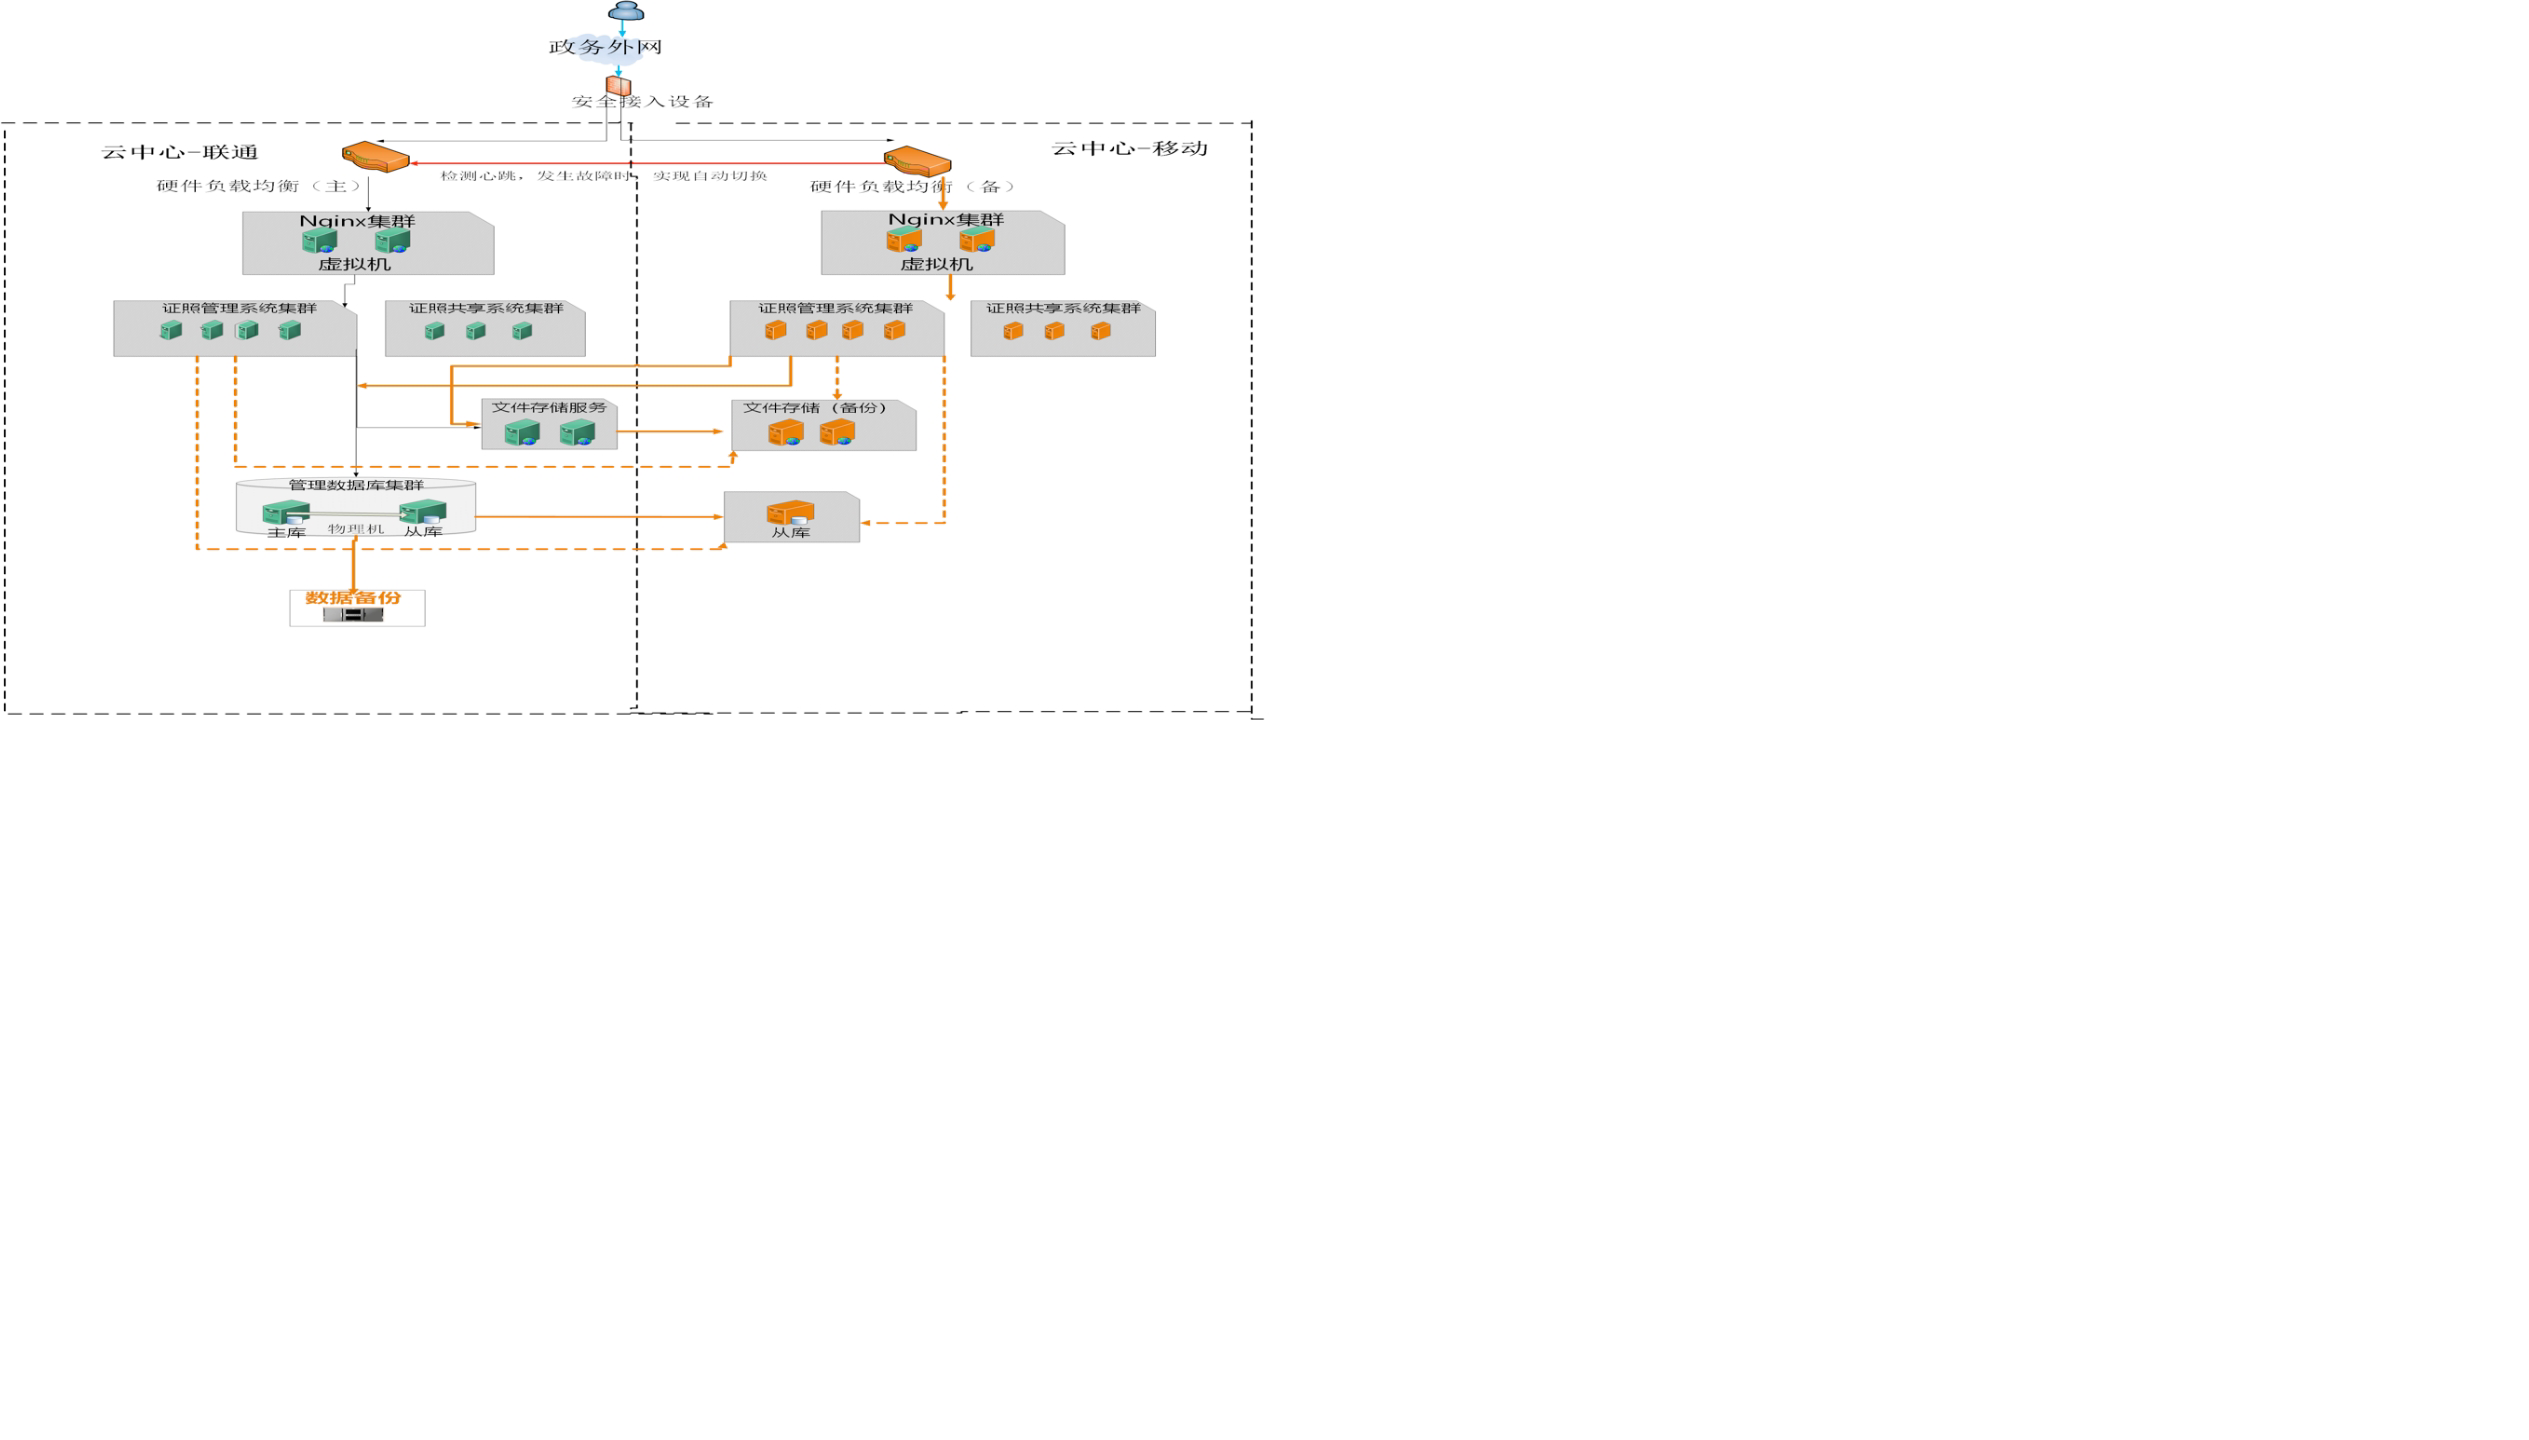 政务外网
安全接入设备
云中心-联通
云中心-移动
检测心跳，发生故障时，实现自动切换
硬件负载均衡（主）
硬件负载均衡（备）
Nginx集群
虚拟机
Nginx集群
虚拟机
证照管理系统集群
证照共享系统集群
证照管理系统集群
证照共享系统集群
文件存储服务
文件存储（备份）
管理数据库集群
主库
物理机
从库
从库
数据备份